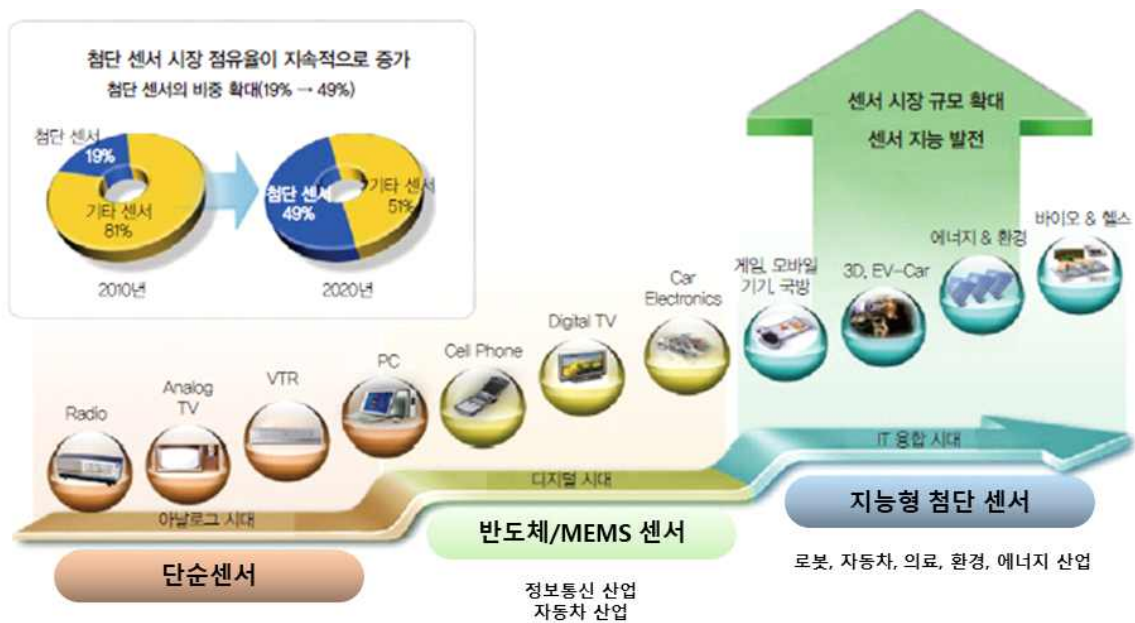 첨단 센서 시장 점유율이 지속적으로 증가
첨단 센서의 비중 확대(19% → 49%)
첨단 센서
19%
기타 센서
81%
2010년
첨단 센서
49%
기타 센서
51%
2020년
센서 시장 규모 확대
센서 지능 발전
Radio
Analog
TV
VTR
PC
Cell Phone
Digital TV
Car
Electronics
게임, 모바일
기기, 국방
3D, EV-Car
에너지 & 환경
바이오 & 헬스
아날로그 시대
디지털 시대
IT 융합 시대
단순센서
반도체/MEMS 센서
정보통신 산업
자동차 산업
지능형 첨단 센서
로봇, 자동차, 의료, 환경, 에너지 산업